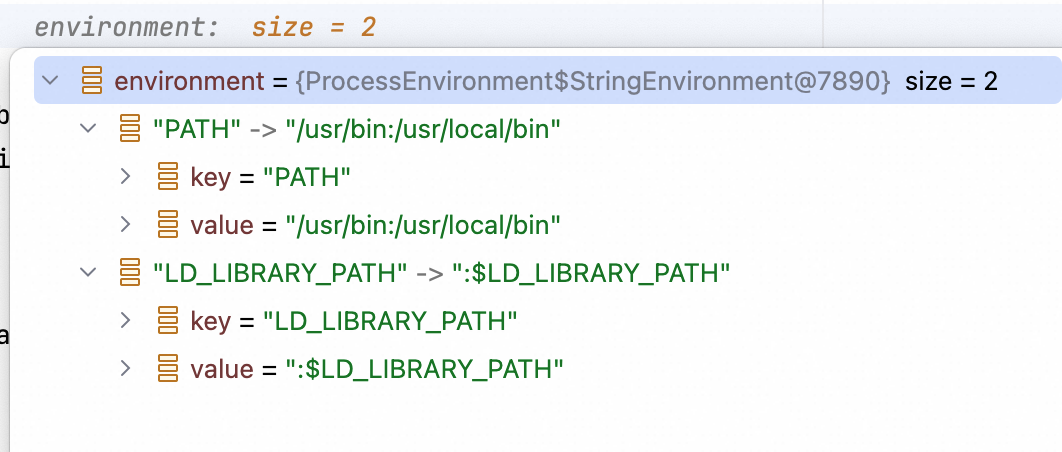 environment: size = 2
environment = {ProcessEnvironment$StringEnvironment@7890} size = 2
"PATH" -> "/usr/bin:/usr/local/bin"
key = "PATH"
value = "/usr/bin:/usr/local/bin"
"LD_LIBRARY_PATH" -> ":$LD_LIBRARY_PATH"
key = "LD_LIBRARY_PATH"
value = ":$LD_LIBRARY_PATH"